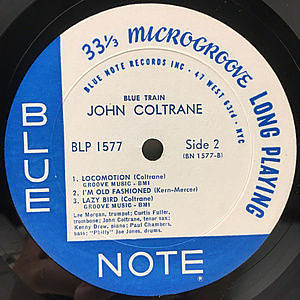 33⅓ MICROGROOVE LONG PLAYING
BLUE NOTE RECORDS INC • 47 WEST 63rd • NYC
BLUE TRAIN
JOHN COLTRANE
BLP 1577
Side 2
(BN 1577-B)
1. LOCOMOTION (Coltrane)
GROOVE MUSIC - BMI
2. I'M OLD FASHIONED (Kern-Mercer)
3. LAZY BIRD (Coltrane)
GROOVE MUSIC - BMI
Lee Morgan, trumpet; Curtis Fuller,
trombone; John Coltrane, tenor sax;
Kenny Drew, piano; Paul Chambers,
bass; "Philly" Joe Jones, drums.
BLUE
NOTE